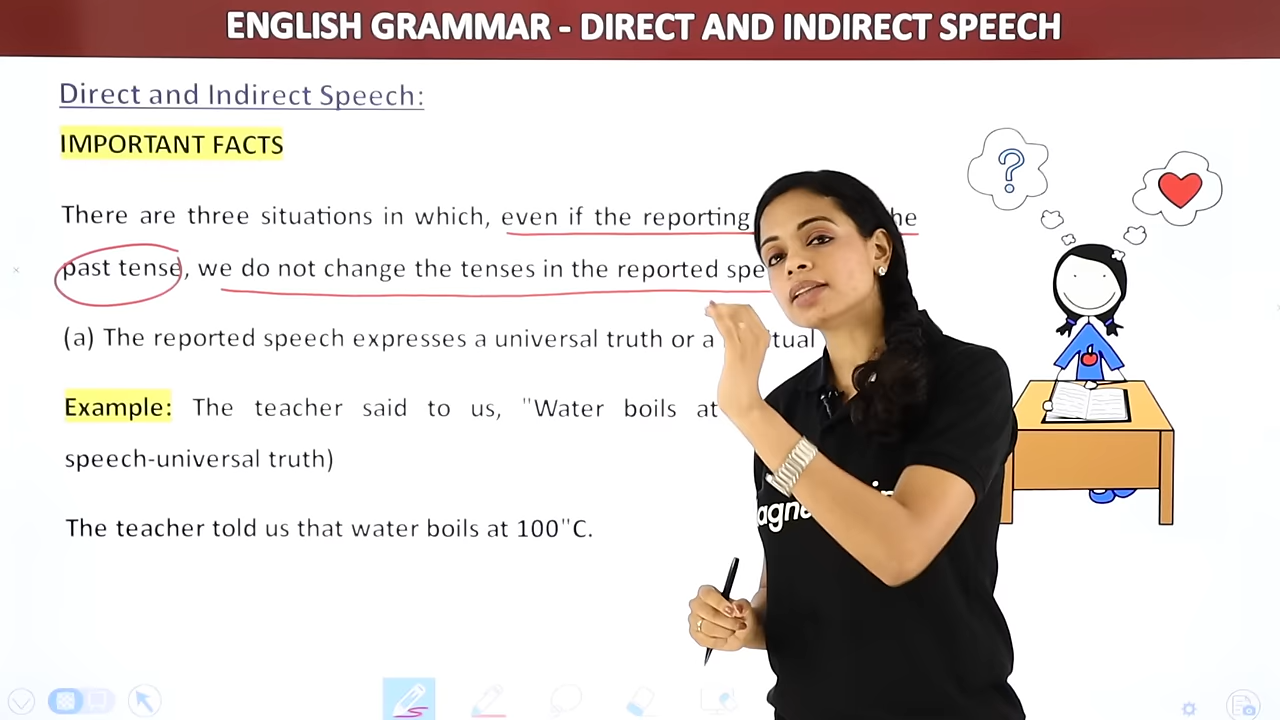 ENGLISH GRAMMAR - DIRECT AND INDIRECT SPEECH
Direct and Indirect Speech:
IMPORTANT FACTS
There are three situations in which, even if the reporting
past tense, we do not change the tenses in the reported
(a) The reported speech expresses a universal truth or a
Example: The teacher said to us, "Water boils at
speech-universal truth)
The teacher told us that water boils at 100"C.
?